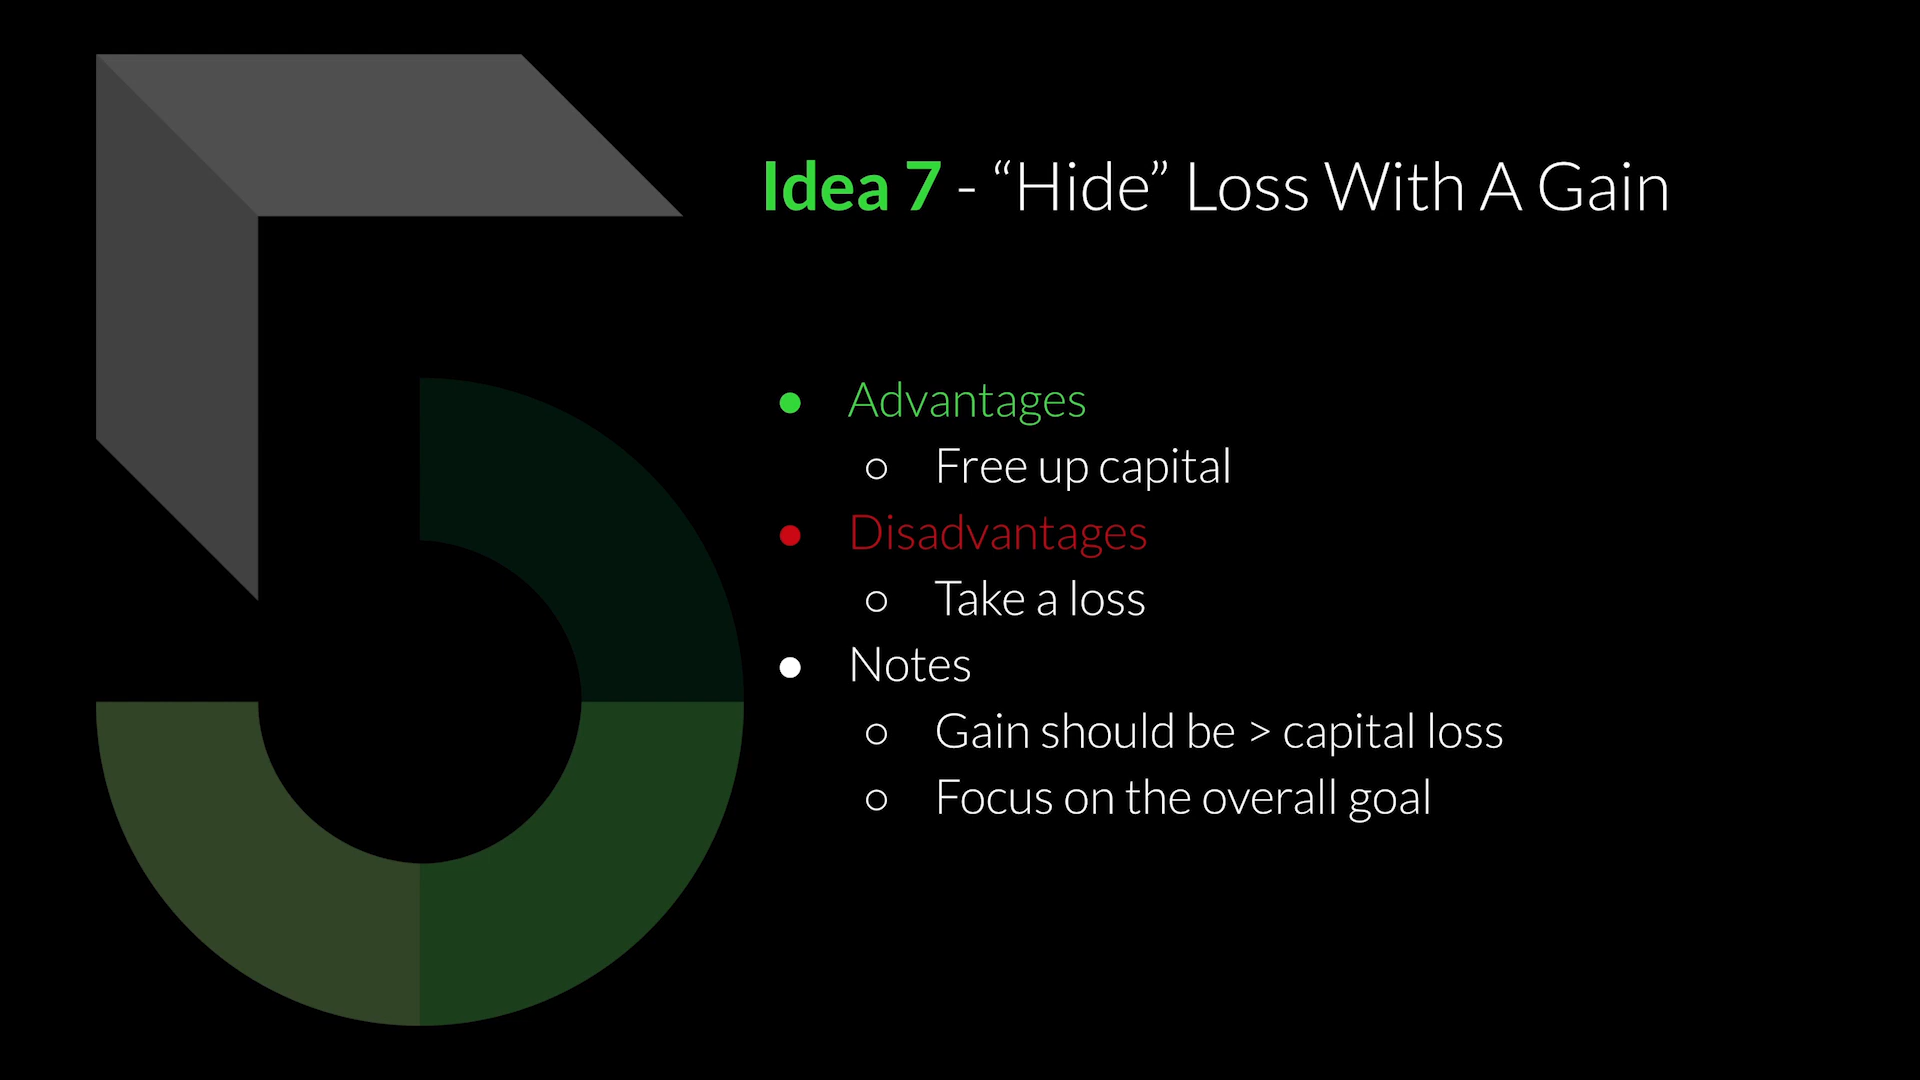 Idea 7 - “Hide” Loss With A Gain
● Advantages
○ Free up capital
● Disadvantages
○ Take a loss
● Notes
○ Gain should be > capital loss
○ Focus on the overall goal